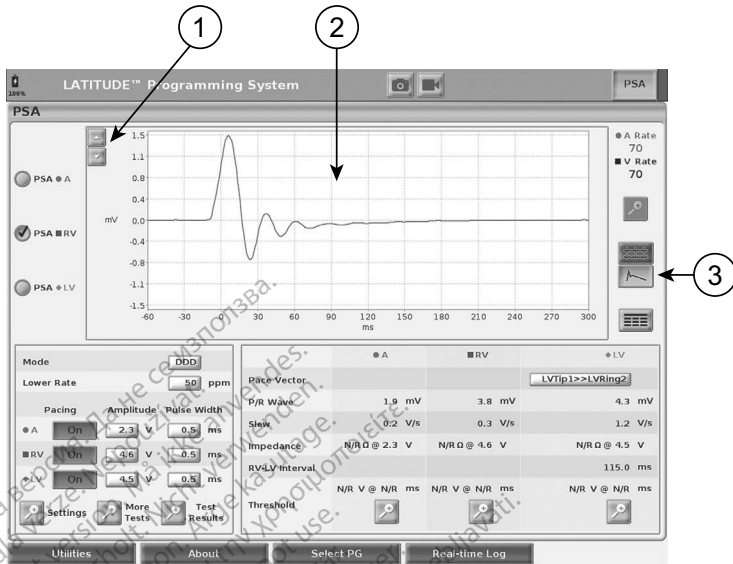 1
2
100%
LATITUDE™ Programming System
PSA
PSA
1.5
1.1
0.8
0.4
mV
0.0
-0.4
-0.8
-1.1
-1.5
-60
-30
0
30
60
90
120
150
180
210
240
270
300
ms
PSA ● A
PSA ■ RV
PSA ◆ LV
● A Rate
70
■ V Rate
70
3
Mode
DDD
Lower Rate
50 ppm
Pacing Amplitude Pulse Width
● A On 2.3 V 0.5 ms
■ RV On 4.6 V 0.5 ms
◆ LV On 4.5 V 0.5 ms
Settings
More Tests
Test Results
● A ■ RV ◆ LV
Pace Vector LVTip1>>LVRing2
P/R Wave 1.9 mV 3.8 mV 4.3 mV
Slew 0.2 V/s 0.3 V/s 1.2 V/s
Impedance N/R Ω @ 2.3 V N/R Ω @ 4.6 V N/R Ω @ 4.5 V
RV-LV Interval 115.0 ms
Threshold N/R V @ N/R ms N/R V @ N/R ms N/R V @ N/R ms
Utilities
About
Select PG
Real-time Log